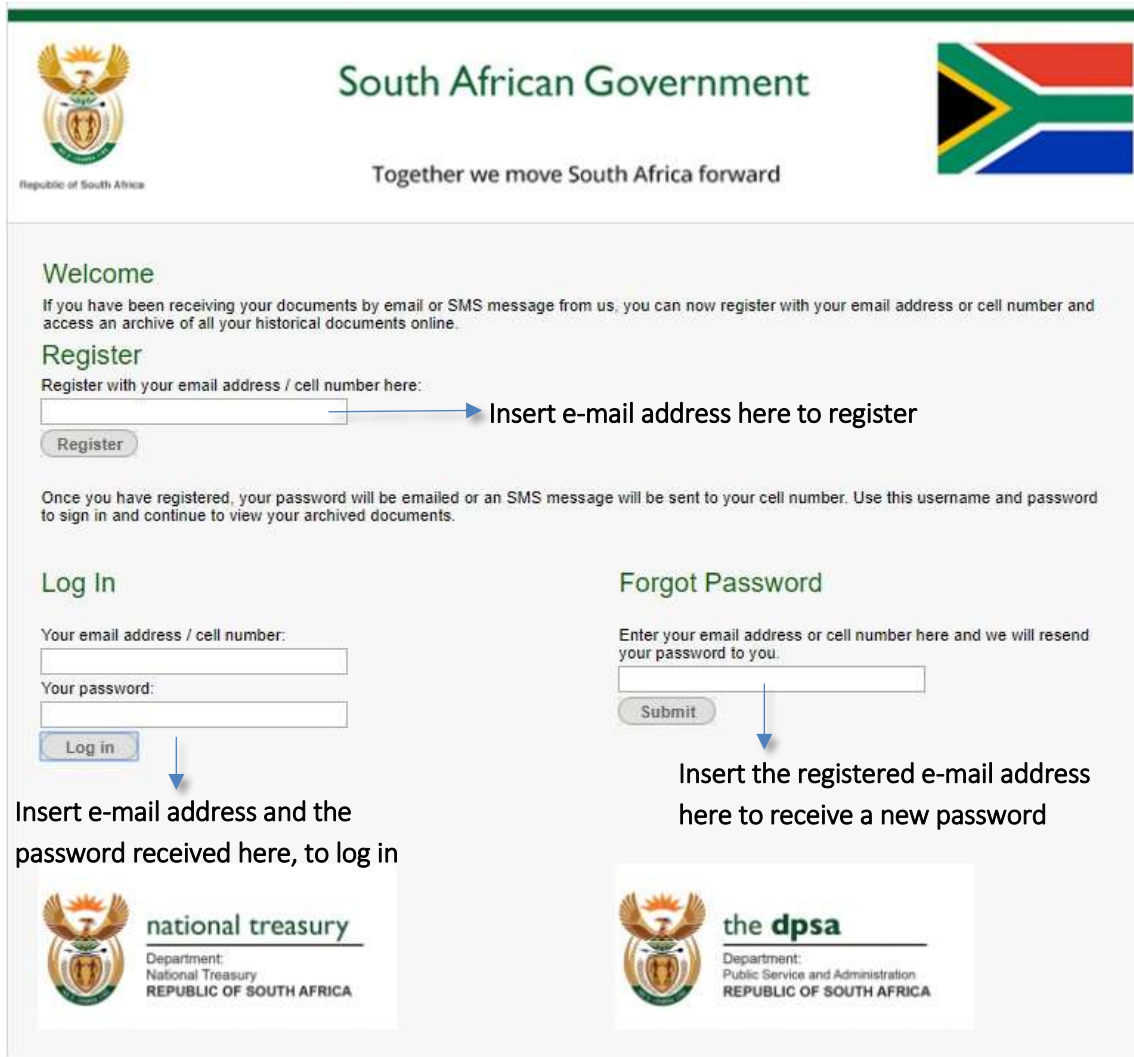 South African Government
Together we move South Africa forward
Republic of South Africa
Welcome
If you have been receiving your documents by email or SMS message from us, you can now register with your email address or cell number and
access an archive of all your historical documents online.
Register
Register with your email address / cell number here:
Insert e-mail address here to register
Register
Once you have registered, your password will be emailed or an SMS message will be sent to your cell number. Use this username and password
to sign in and continue to view your archived documents.
Log In
Your email address / cell number:
Your password:
Log in
Insert e-mail address and the
password received here, to log in
Forgot Password
Enter your email address or cell number here and we will resend
your password to you.
Submit
Insert the registered e-mail address
here to receive a new password
national treasury
Department:
National Treasury
REPUBLIC OF SOUTH AFRICA
the dpsa
Department:
Public Service and Administration
REPUBLIC OF SOUTH AFRICA